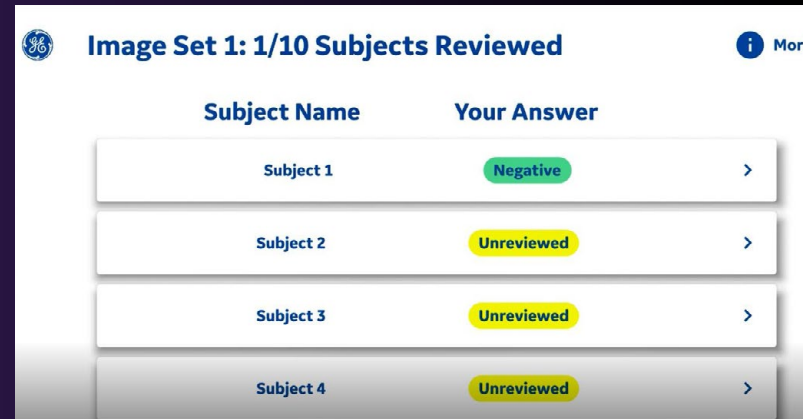 Image Set 1: 1/10 Subjects Reviewed
Subject Name Your Answer
Subject 1 Negative
Subject 2 Unreviewed
Subject 3 Unreviewed
Subject 4 Unreviewed